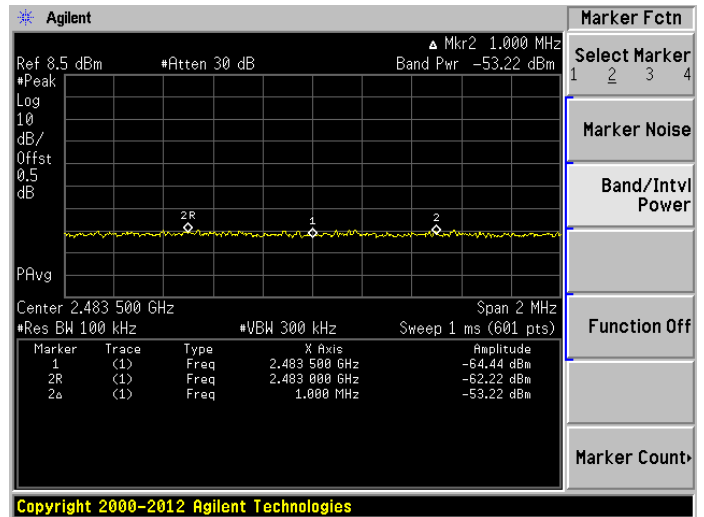 Agilent
Marker Fctn
Δ Mkr2 1.000 MHz
Ref 8.5 dBm #Atten 30 dB Band Pwr -53.22 dBm
#Peak
Log
10
dB/
Offst
0.5
dB
2R 1 2
PAvg
Center 2.483 500 GHz Span 2 MHz
#Res BW 100 kHz #VBW 300 kHz Sweep 1 ms (601 pts)
Marker Trace Type X Axis Amplitude
1 (1) Freq 2.483 500 GHz -64.44 dBm
2R (1) Freq 2.483 000 GHz -62.22 dBm
2Δ (1) Freq 1.000 MHz -53.22 dBm
Select Marker
1 2 3 4
Marker Noise
Band/Intvl
Power
Function Off
Marker Count
Copyright 2000-2012 Agilent Technologies